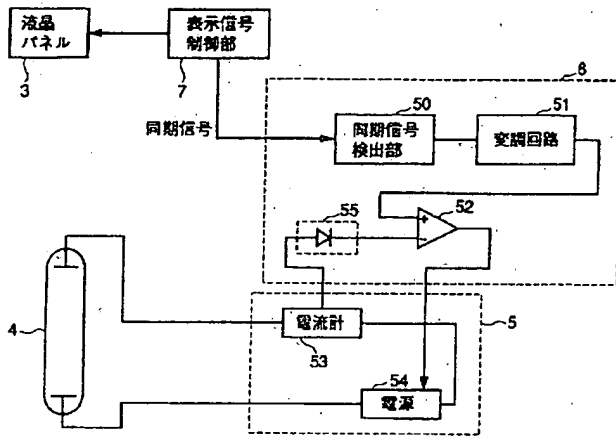 液晶
パネル
3
表示信号
制御部
7
6
同期信号
50
同期信号
検出部
51
変調回路
55
52
+
-
4
電流計
53
5
54
電源